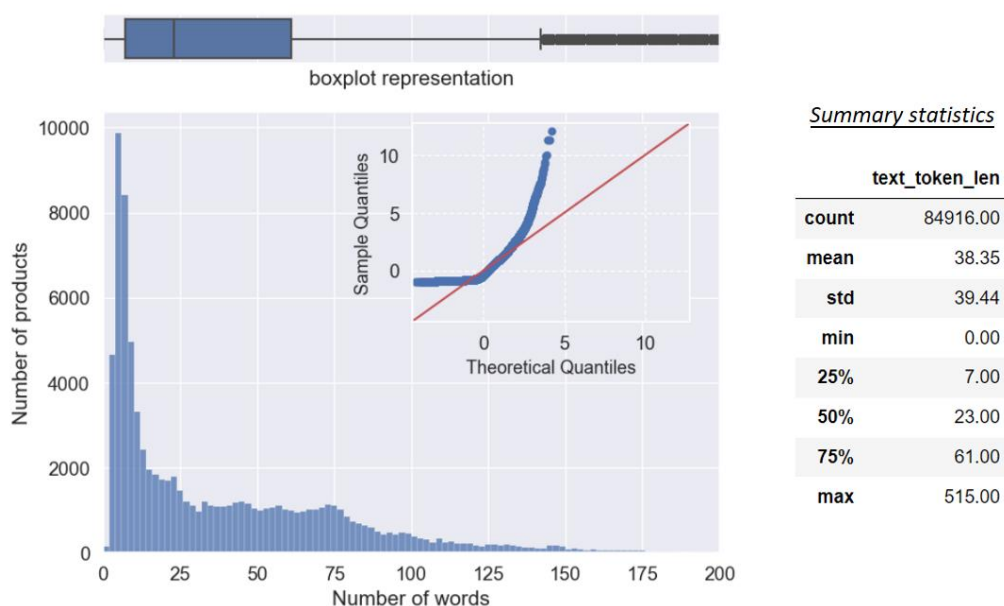 boxplot representation
Summary statistics
text_token_len
count 84916.00
mean 38.35
std 39.44
min 0.00
25% 7.00
50% 23.00
75% 61.00
max 515.00
Number of products
10000
8000
6000
4000
2000
0
0 25 50 75 100 125 150 175 200
Number of words
Sample Quantiles
10
5
0
0 5 10
Theoretical Quantiles